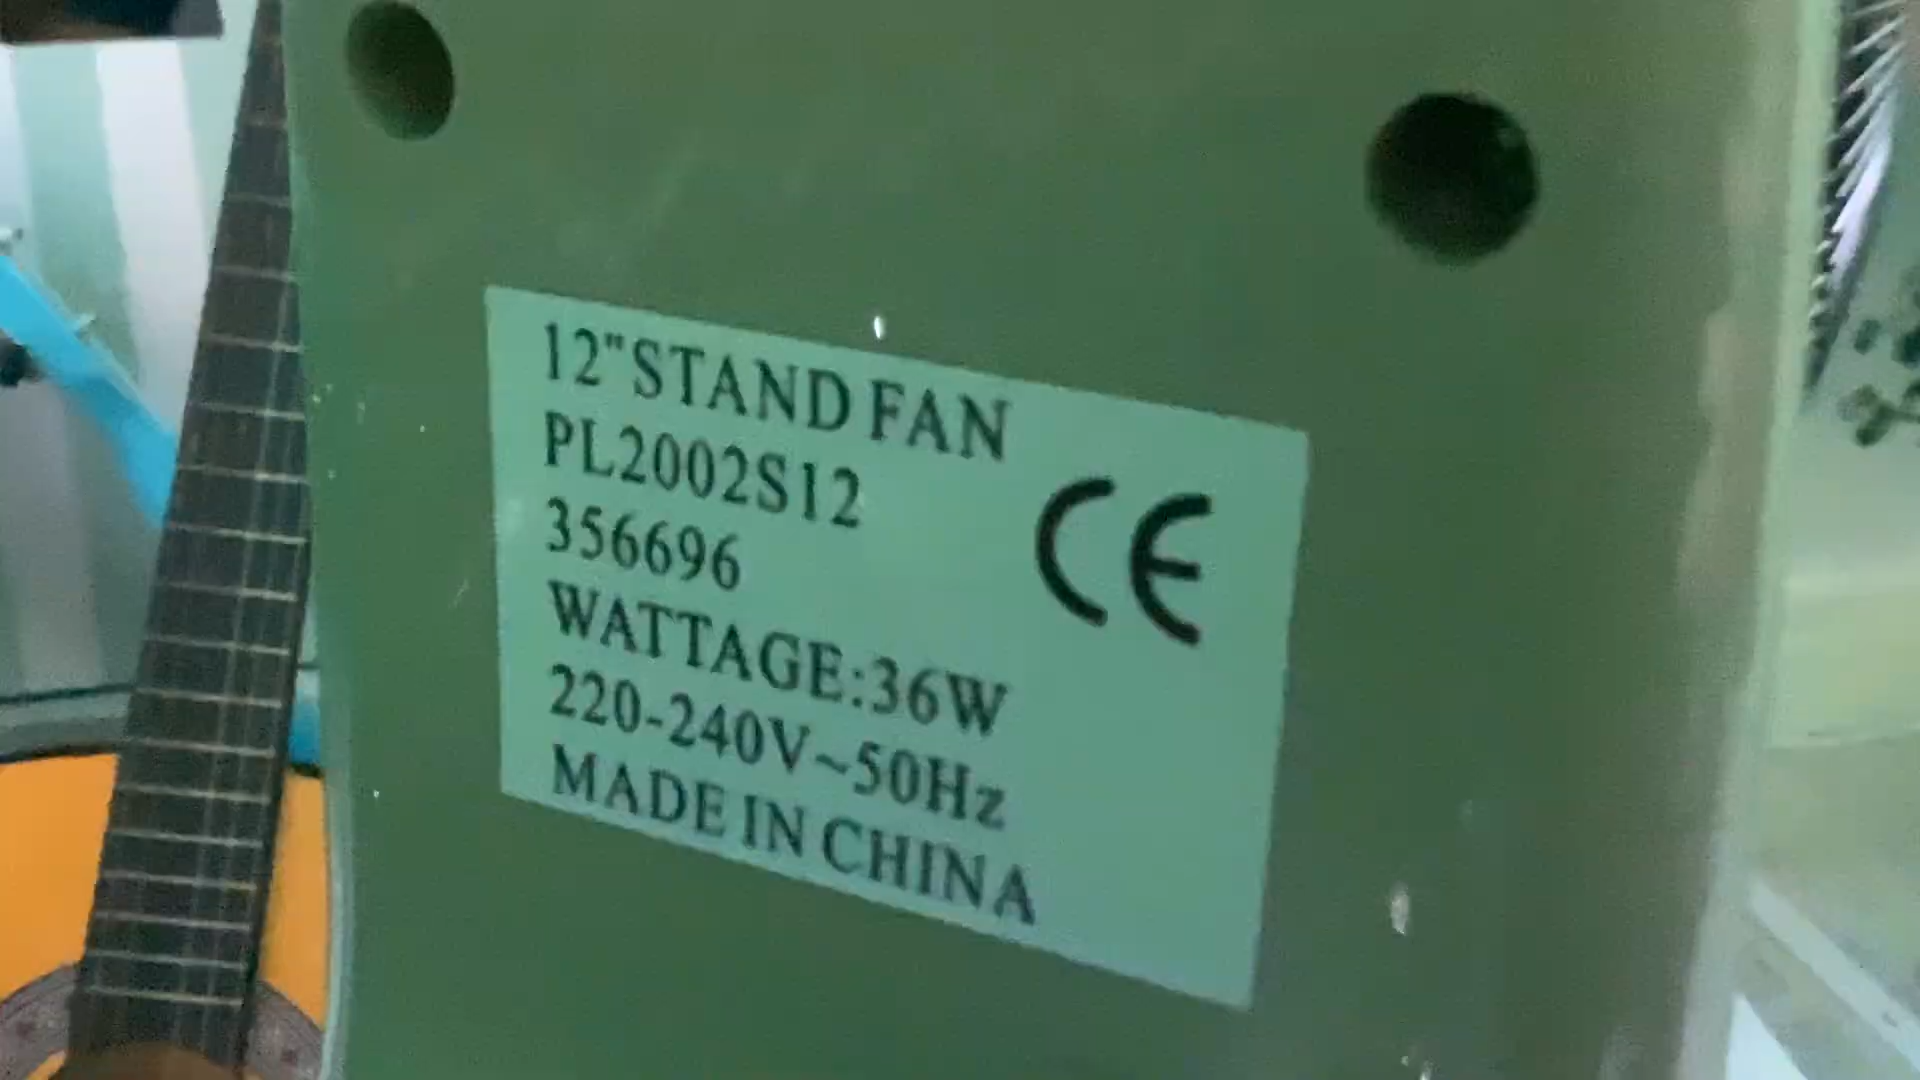 12"STAND FAN
PL2002S12
356696
CE
WATTAGE:36W
220-240V~50Hz
MADE IN CHINA